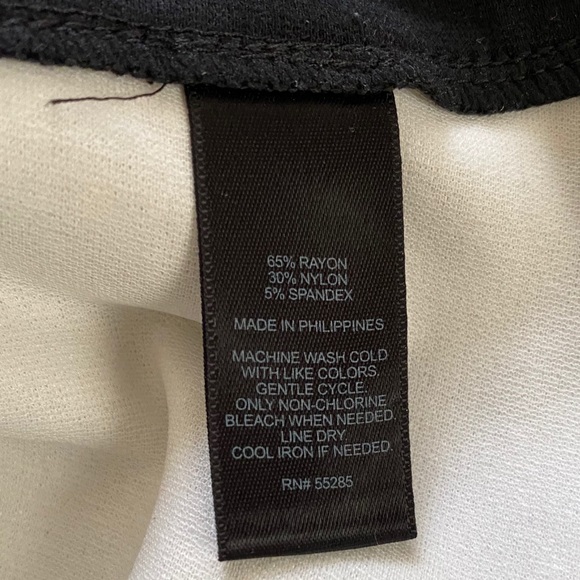 65% RAYON
30% NYLON
5% SPANDEX
MADE IN PHILIPPINES
MACHINE WASH COLD
WITH LIKE COLORS.
GENTLE CYCLE.
ONLY NON-CHLORINE
BLEACH WHEN NEEDED.
LINE DRY.
COOL IRON IF NEEDED.
RN# 55285